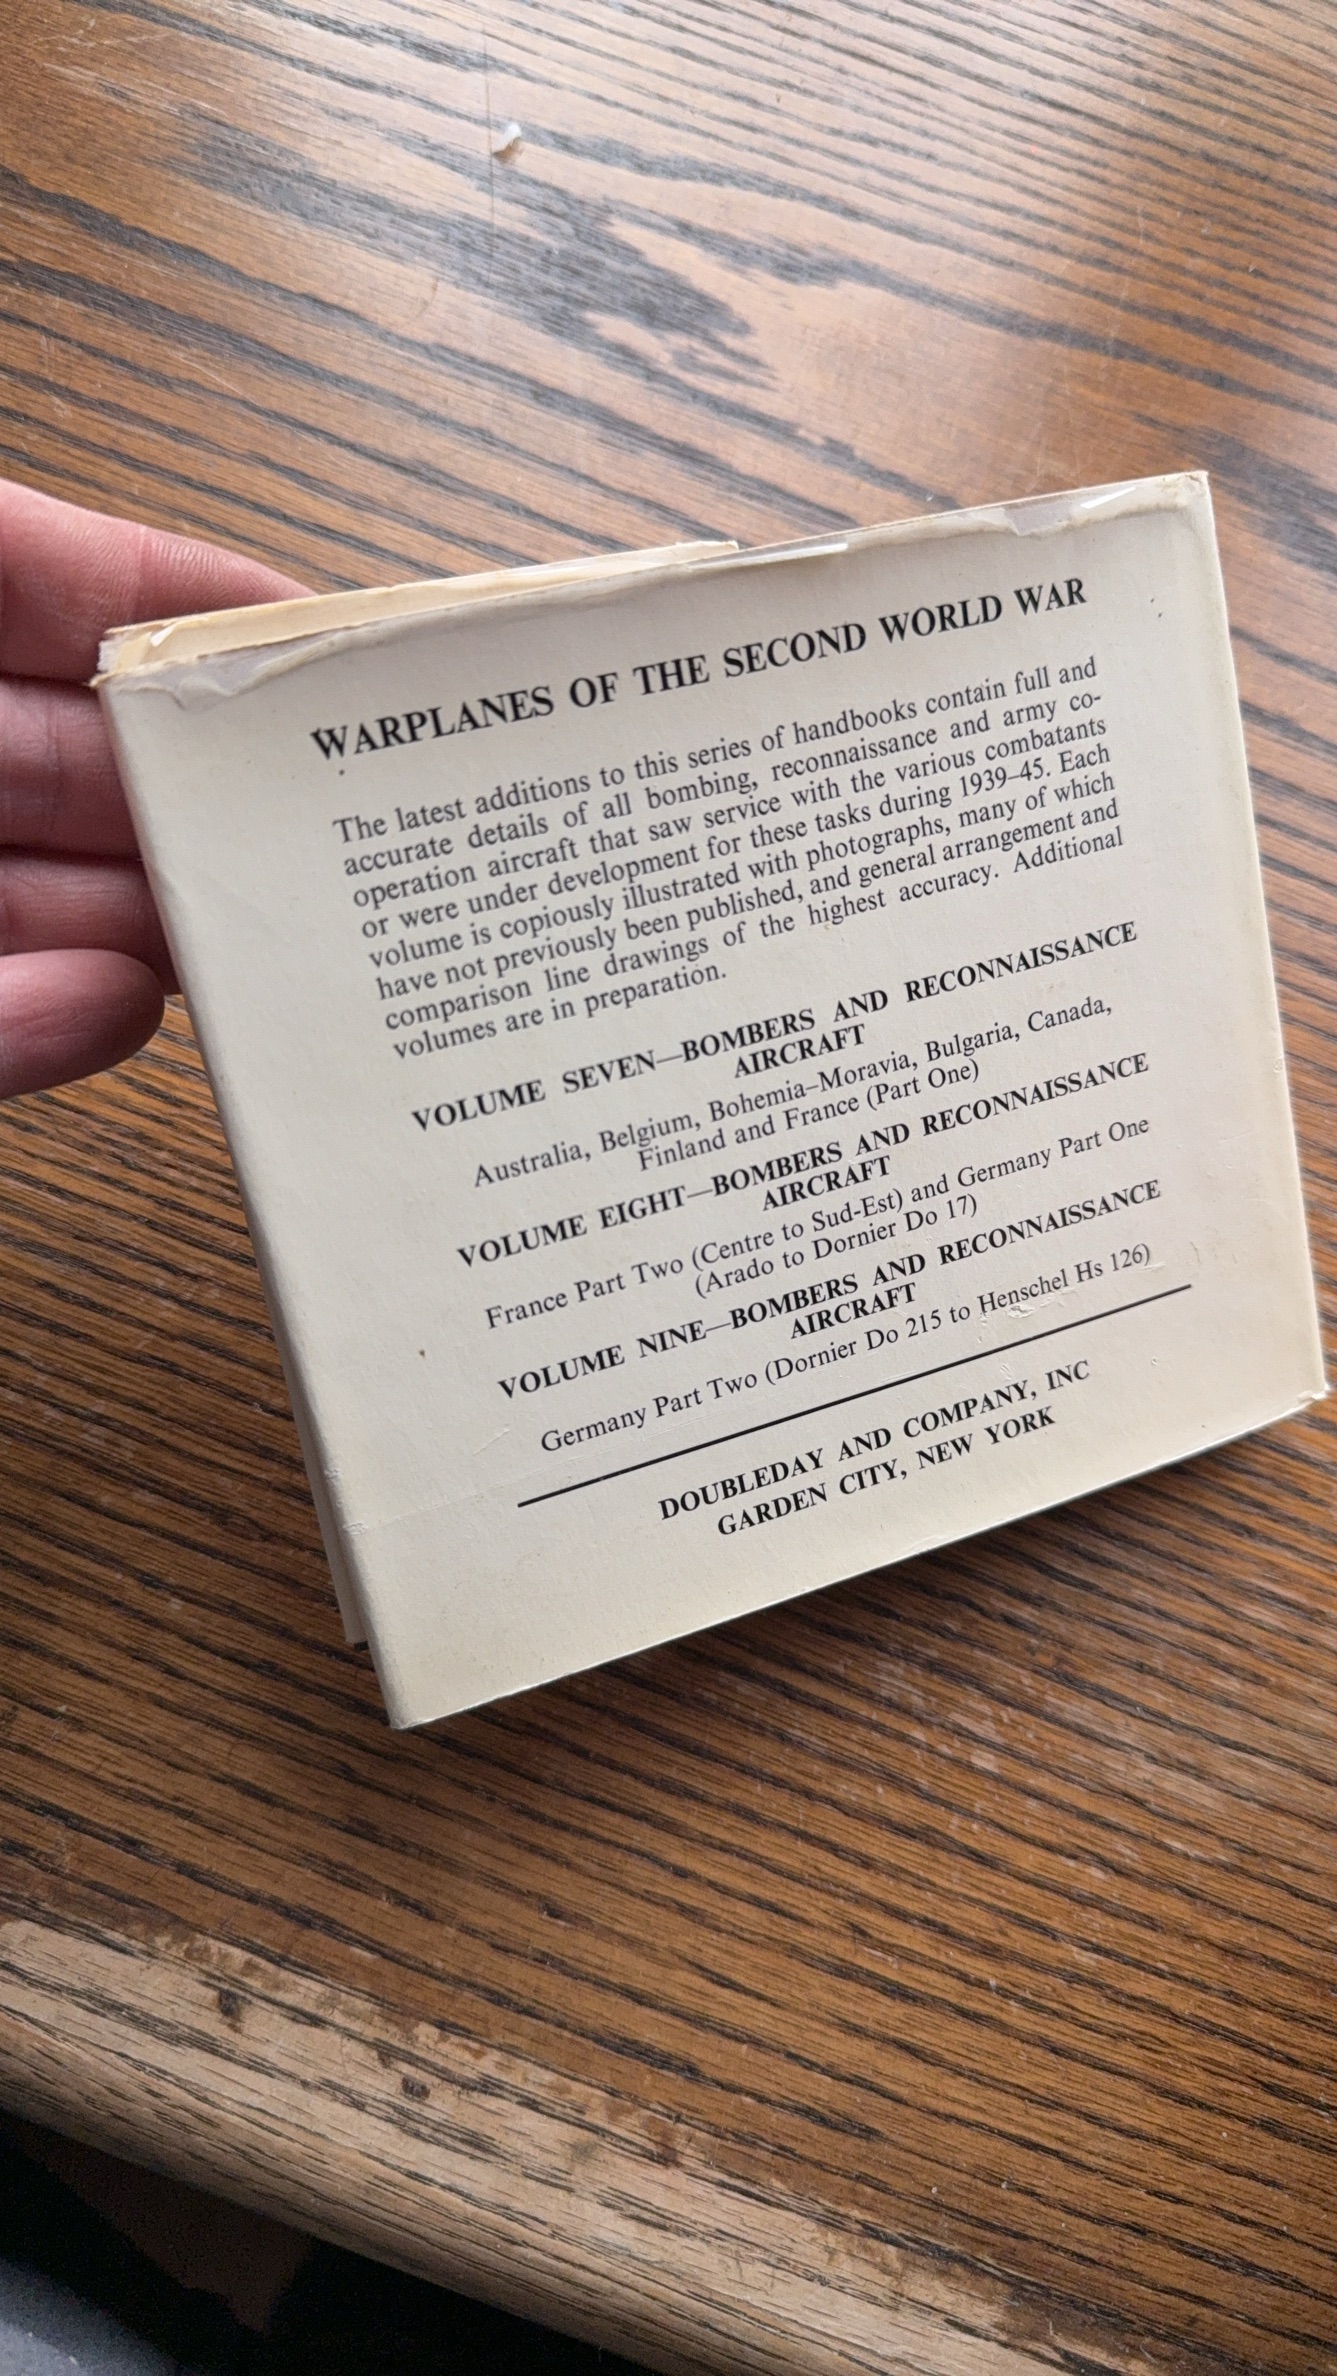 WARPLANES OF THE SECOND WORLD WAR
The latest additions to this series of handbooks contain full and
accurate details of all bombing, reconnaissance and army co-
operation aircraft that saw service with the various combatants
or were under development for these tasks during 1939–45. Each
volume is copiously illustrated with photographs, many of which
have not previously been published, and general arrangement and
comparison line drawings of the highest accuracy. Additional
volumes are in preparation.
VOLUME SEVEN—BOMBERS AND RECONNAISSANCE
AIRCRAFT
Australia, Belgium, Bohemia–Moravia, Bulgaria, Canada,
Finland and France (Part One)
VOLUME EIGHT—BOMBERS AND RECONNAISSANCE
AIRCRAFT
France Part Two (Centre to Sud-Est) and Germany Part One
(Arado to Dornier Do 17)
VOLUME NINE—BOMBERS AND RECONNAISSANCE
AIRCRAFT
Germany Part Two (Dornier Do 215 to Henschel Hs 126)
DOUBLEDAY AND COMPANY, INC
GARDEN CITY, NEW YORK